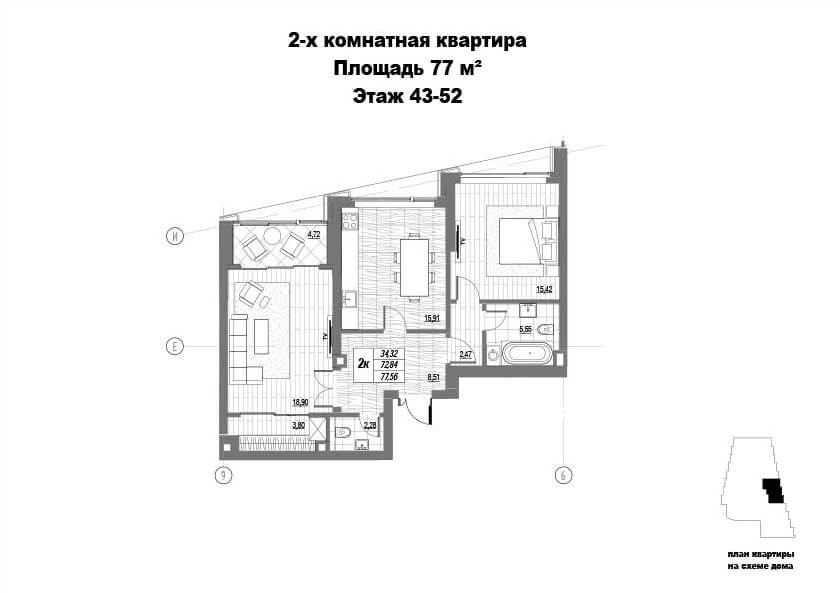 2-х комнатная квартира
Площадь 77 м²
Этаж 43-52
И
4,72
TV
15,42
15,91
5,55
Е
2к
34,32
72,84
77,56
2,47
8,51
TV
18,90
3,80
2,28
9
6
план квартиры
на схеме дома